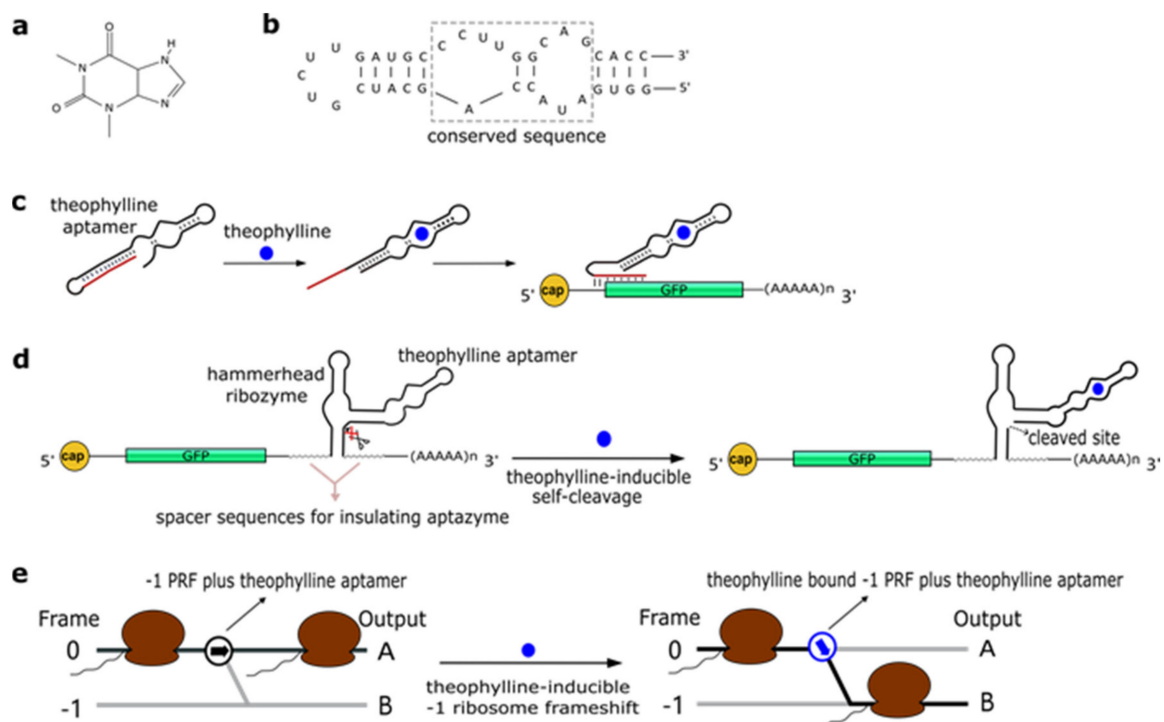 a
O
H
N
N
O
N
N
b
U U G A U G C C C U U G G C A G C A C C 3'
C
U G C U A C G A C C A U A G U G G 5'
conserved sequence
c
theophylline
aptamer
theophylline
5' cap GFP (AAAAA)n 3'
d
theophylline aptamer
hammerhead
ribozyme
5' cap GFP (AAAAA)n 3'
theophylline-inducible
self-cleavage
spacer sequences for insulating aptazyme
cleaved site
5' cap GFP (AAAAA)n 3'
e
-1 PRF plus theophylline aptamer
Frame Output
0 A
-1 B
theophylline-inducible
-1 ribosome frameshift
theophylline bound -1 PRF plus theophylline aptamer
Frame Output
0 A
-1 B